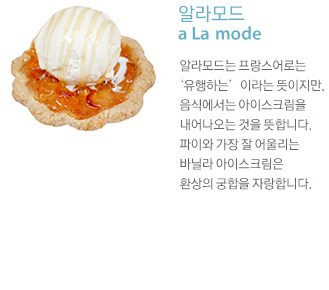 알라모드
a La mode
알라모드는 프랑스어로는
‘유행하는’ 이라는 뜻이지만,
음식에서는 아이스크림을
내어나오는 것을 뜻합니다.
파이와 가장 잘 어울리는
바닐라 아이스크림은
환상의 궁합을 자랑합니다.